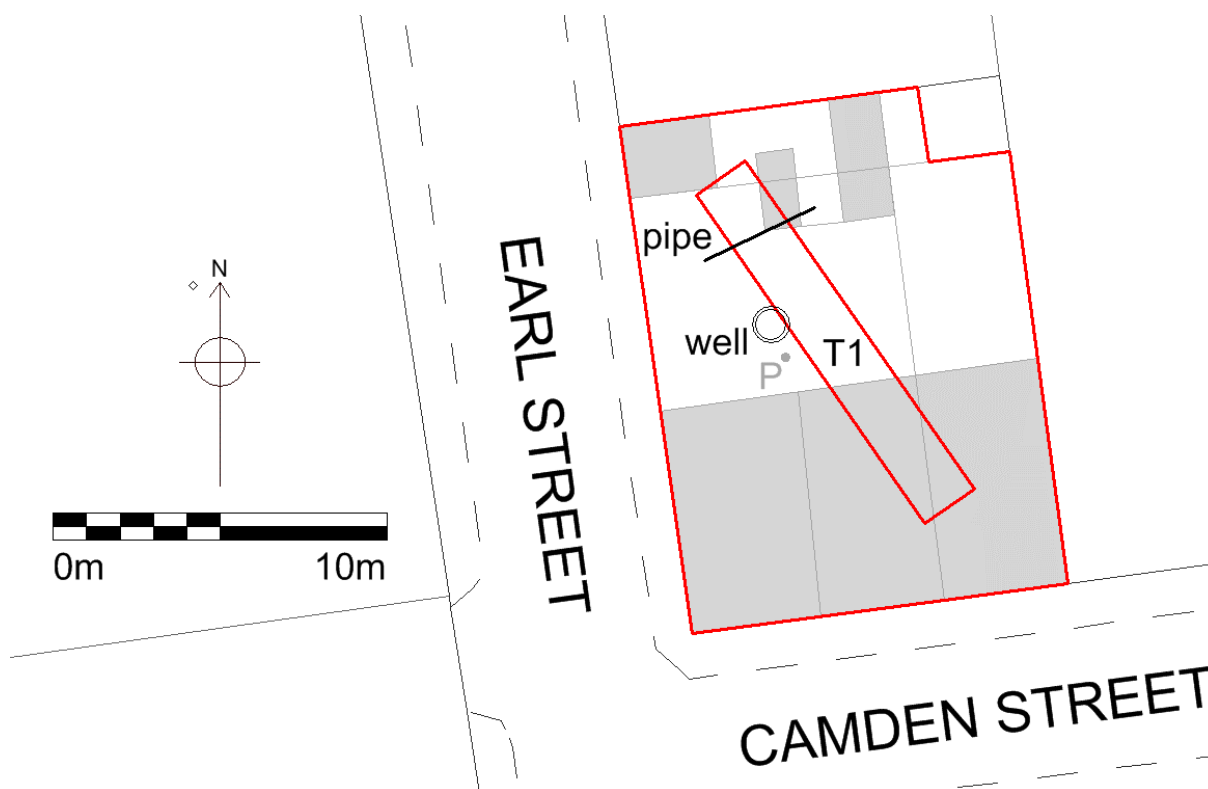 N
EARL STREET
pipe
well
P
T1
0m
10m
CAMDEN STREET